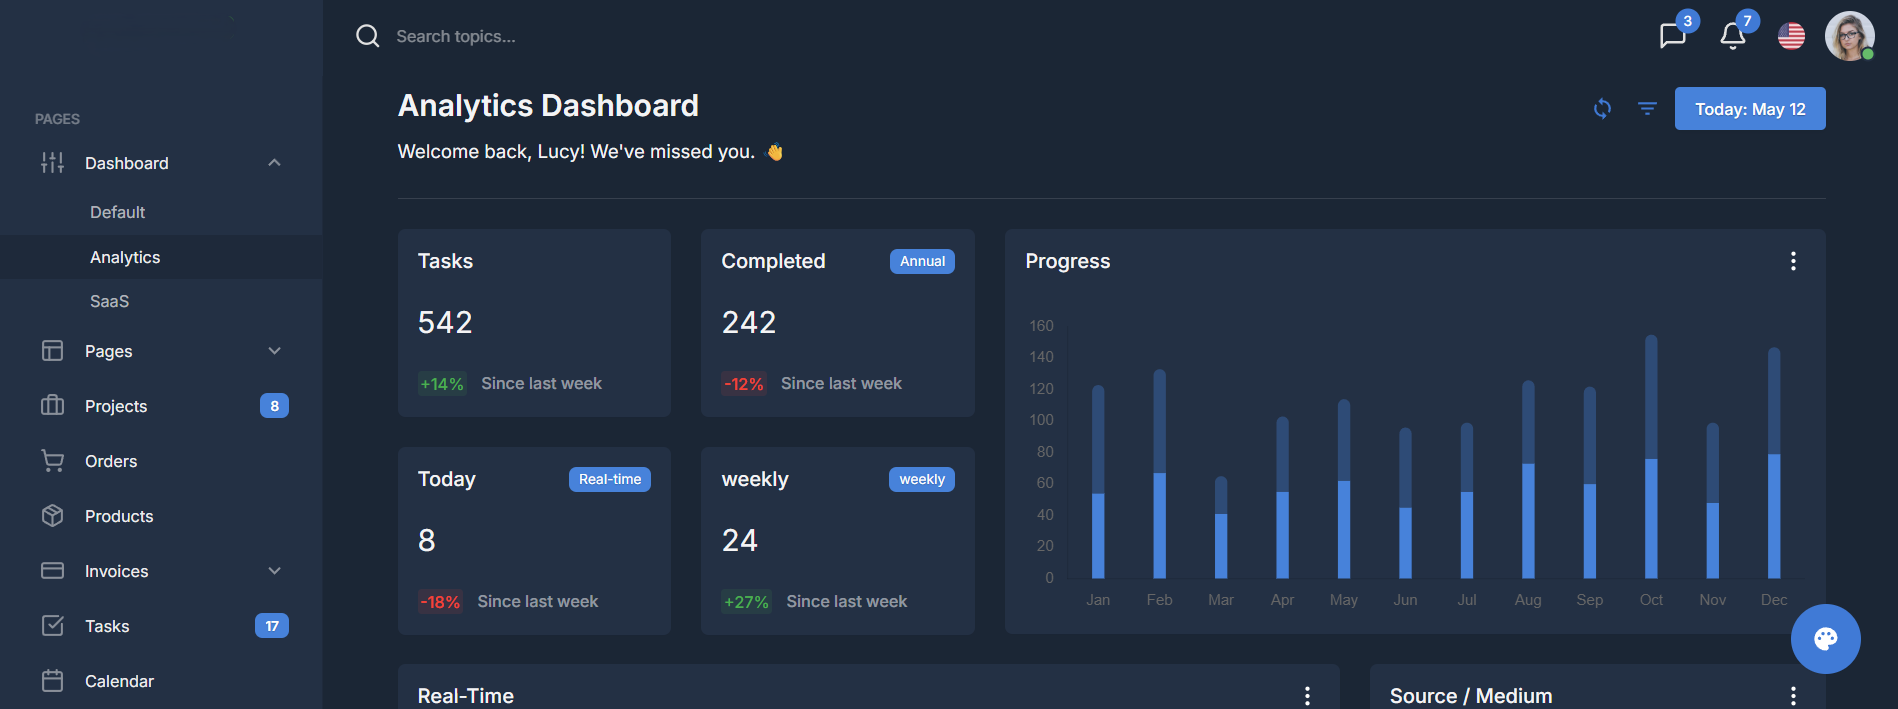 Search topics...
3
7
PAGES
Dashboard
Default
Analytics
SaaS
Pages
Projects
8
Orders
Products
Invoices
Tasks
17
Calendar
Analytics Dashboard
Today: May 12
Welcome back, Lucy! We've missed you. 👋
Tasks
542
+14% Since last week
Completed
Annual
242
-12% Since last week
Today
Real-time
8
-18% Since last week
weekly
weekly
24
+27% Since last week
Progress
160
140
120
100
80
60
40
20
0
Jan Feb Mar Apr May Jun Jul Aug Sep Oct Nov Dec
Real-Time
Source / Medium